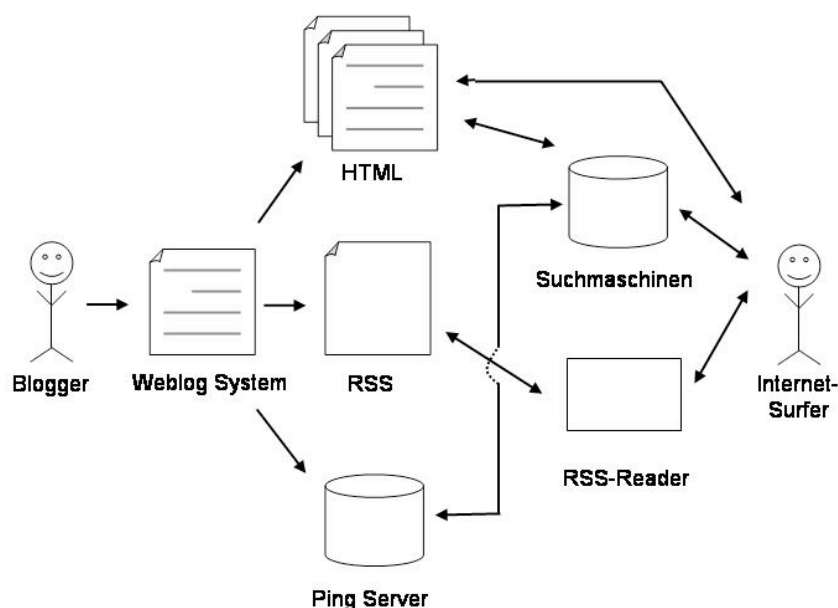 HTML
Suchmaschinen
Blogger
Weblog System
RSS
Internet-
Surfer
RSS-Reader
Ping Server